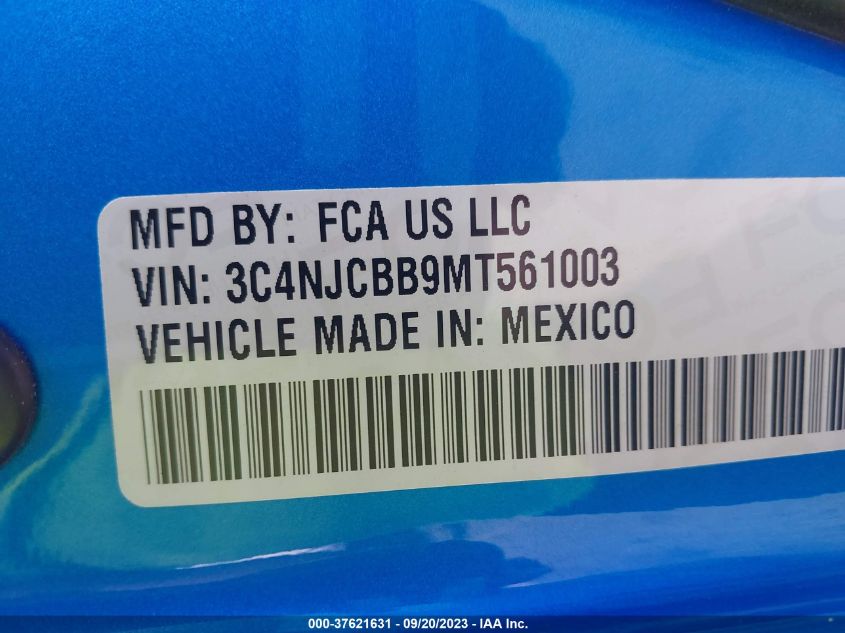 MFD BY: FCA US LLC
VIN: 3C4NJCBB9MT561003
VEHICLE MADE IN: MEXICO
000-37621631 - 09/20/2023 - IAA Inc.